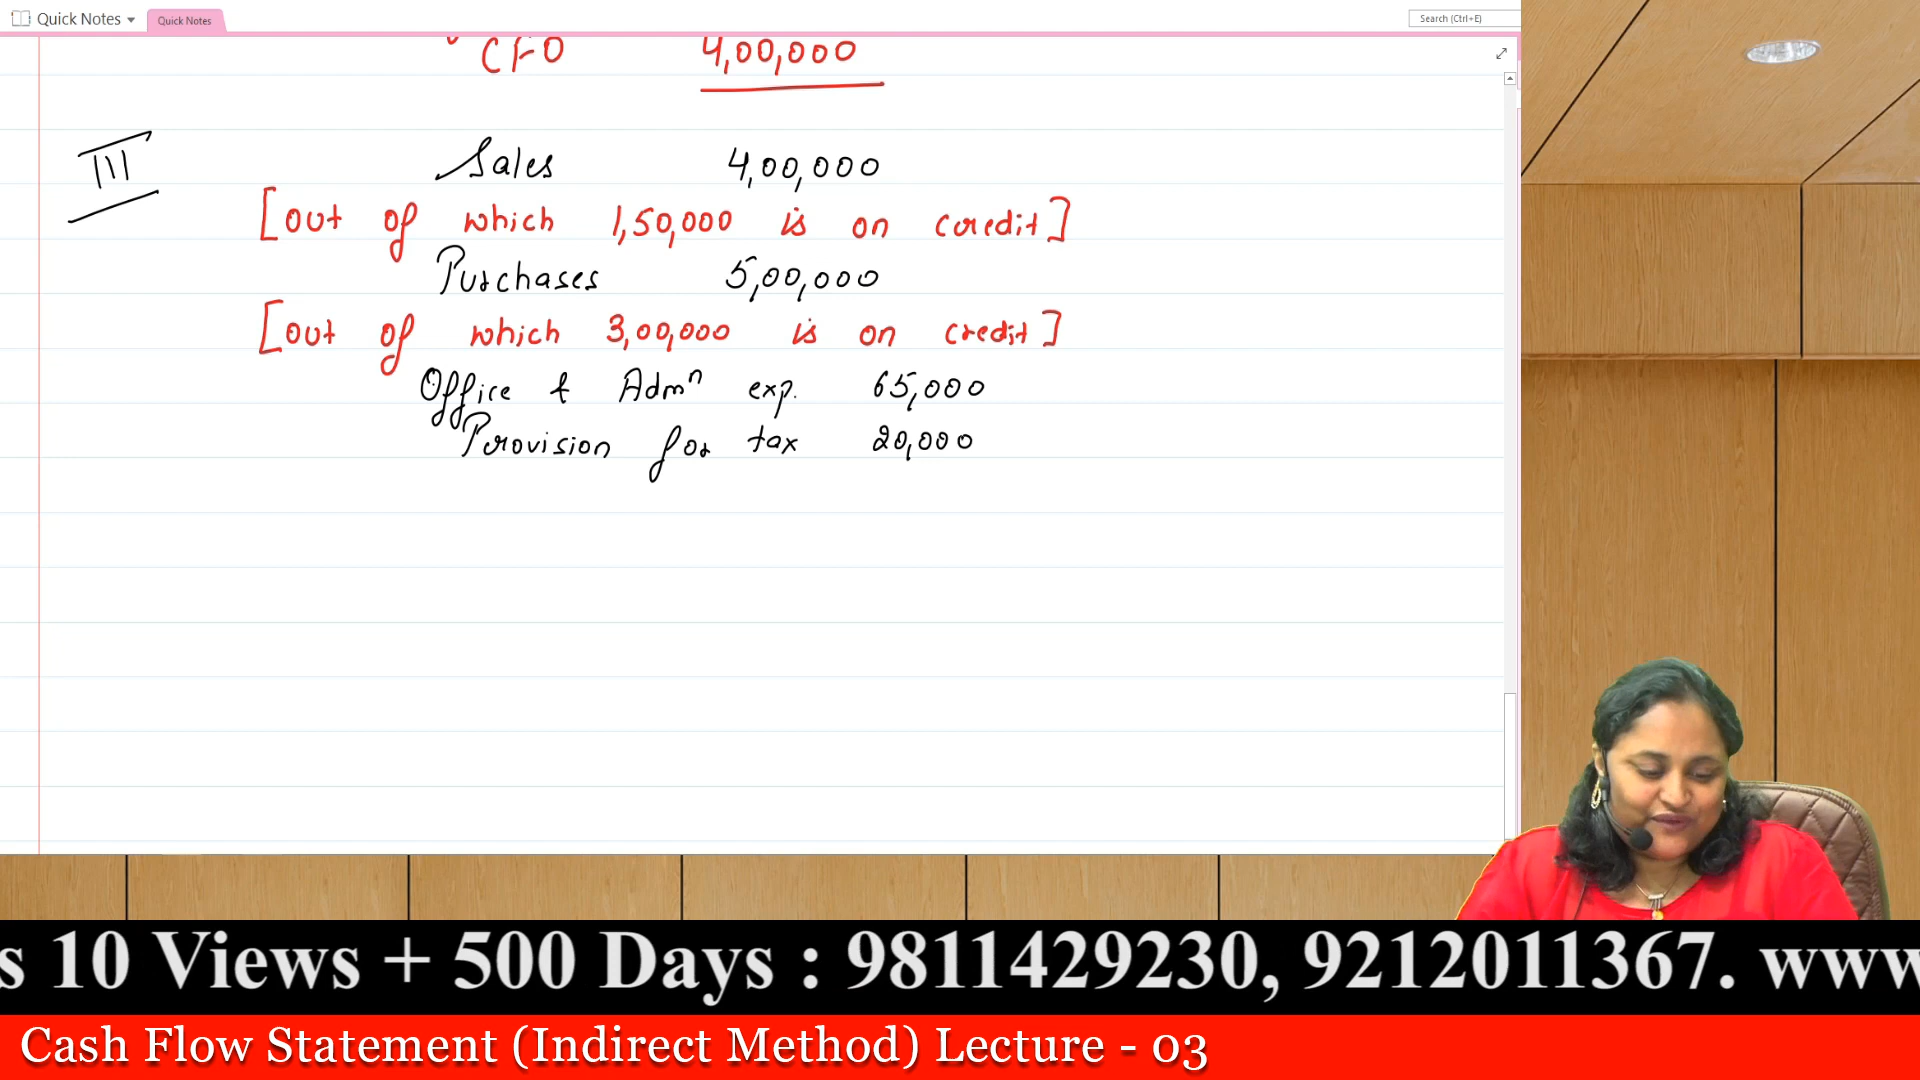 Quick Notes
Quick Notes
Search (Ctrl+E)
CFO 4,00,000
III
Sales 4,00,000
[out of which 1,50,000 is on credit]
Purchases 5,00,000
[out of which 3,00,000 is on credit]
Office & Admⁿ exp. 65,000
Provision for tax 20,000
s 10 Views + 500 Days : 9811429230, 9212011367. www
Cash Flow Statement (Indirect Method) Lecture - 03